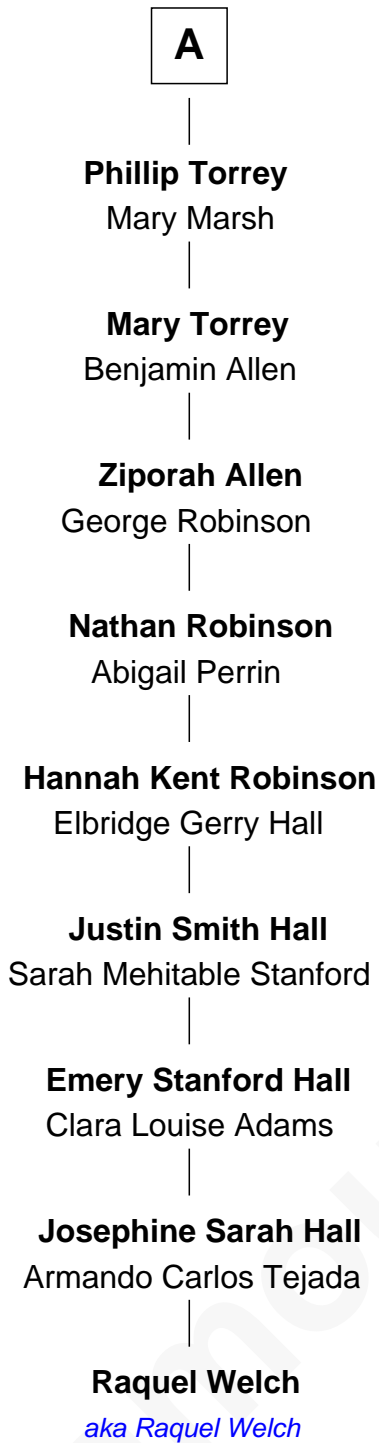 A
Phillip Torrey
Mary Marsh
Mary Torrey
Benjamin Allen
Ziporah Allen
George Robinson
Nathan Robinson
Abigail Perrin
Hannah Kent Robinson
Elbridge Gerry Hall
Justin Smith Hall
Sarah Mehitable Stanford
Emery Stanford Hall
Clara Louise Adams
Josephine Sarah Hall
Armando Carlos Tejada
Raquel Welch
aka Raquel Welch